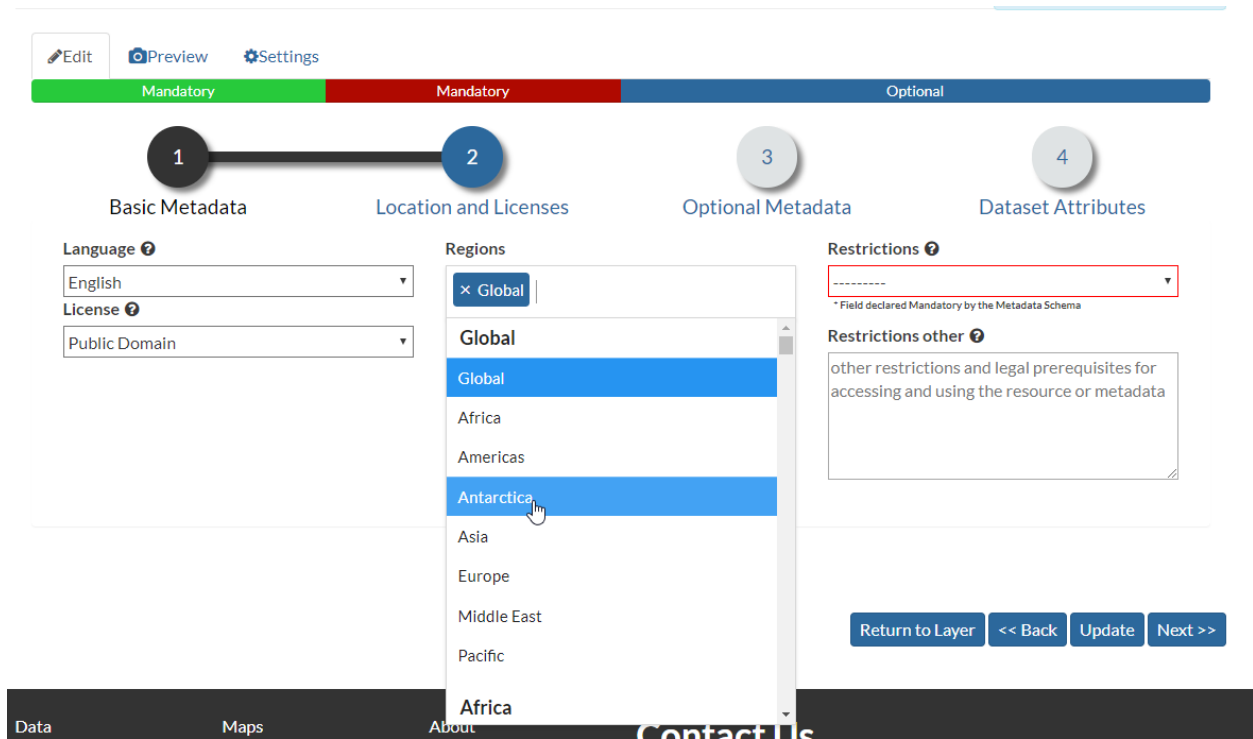 Edit Preview Settings
Mandatory Mandatory Optional
1 2 3 4
Basic Metadata Location and Licenses Optional Metadata Dataset Attributes
Language Regions Restrictions
English × Global ---------
* Field declared Mandatory by the Metadata Schema
License
Public Domain
Global
Global
Africa
Americas
Antarctica
Asia
Europe
Middle East
Pacific
Africa
Restrictions other
other restrictions and legal prerequisites for
accessing and using the resource or metadata
Return to Layer << Back Update Next >>
Data Maps About Contact Us